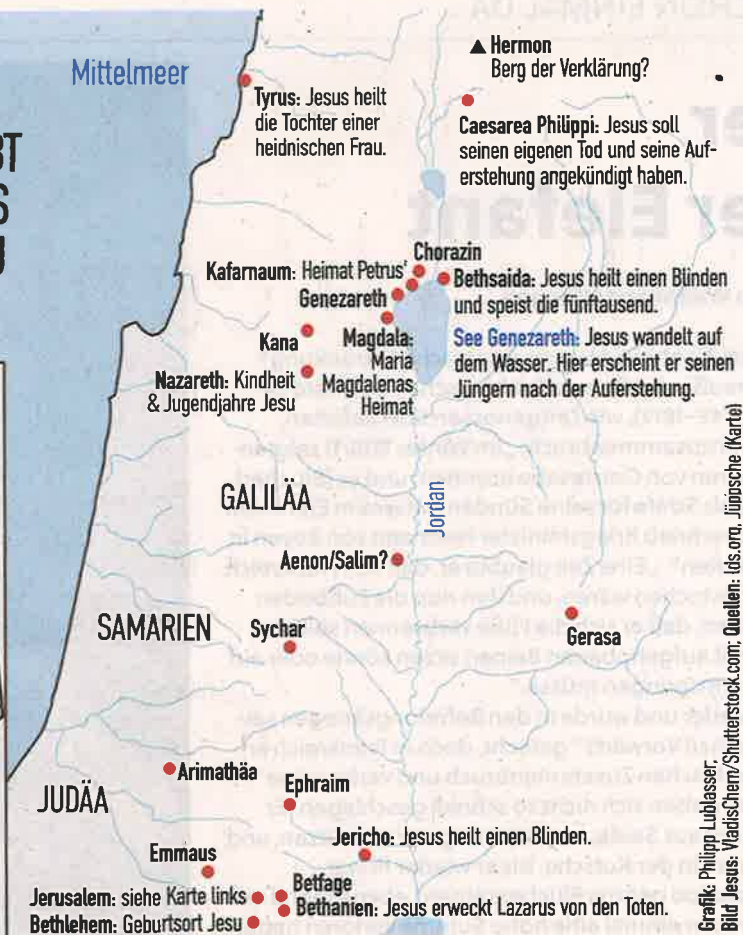 Mittelmeer
▲ Hermon
Berg der Verklärung?
Tyrus: Jesus heilt
die Tochter einer
heidnischen Frau.
Caesarea Philippi: Jesus soll
seinen eigenen Tod und seine Auf-
erstehung angekündigt haben.
Chorazin
Kafarnaum: Heimat Petrus'
Genezareth
Bethsaida: Jesus heilt einen Blinden
und speist die fünftausend.
Kana
Magdala:
Maria
Magdalenas
Heimat
See Genezareth: Jesus wandelt auf
dem Wasser. Hier erscheint er seinen
Jüngern nach der Auferstehung.
Nazareth: Kindheit
& Jugendjahre Jesu
GALILÄA
Jordan
Aenon/Salim?
SAMARIEN
Sychar
Gerasa
Arimathäa
JUDÄA
Ephraim
Jericho: Jesus heilt einen Blinden.
Emmaus
Jerusalem: siehe Karte links
Betfage
Bethanien: Jesus erweckt Lazarus von den Toten.
Bethlehem: Geburtsort Jesu
Grafik: Philipp Lublasser;
Bild Jesus: VladisChern/Shutterstock.com; Quellen: lds.org, Juposche (Karte)